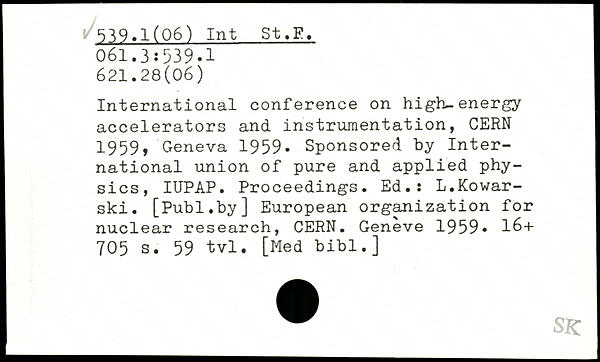 539.1(06) Int St.F.
061.3:539.1
621.28(06)
International conference on high-energy
accelerators and instrumentation, CERN
1959, Geneva 1959. Sponsored by Inter-
national union of pure and applied phy-
sics, IUPAP. Proceedings. Ed.: L.Kowar-
ski. [Publ.by] European organization for
nuclear research, CERN. Genève 1959. 16+
705 s. 59 tvl. [Med bibl.]
SK